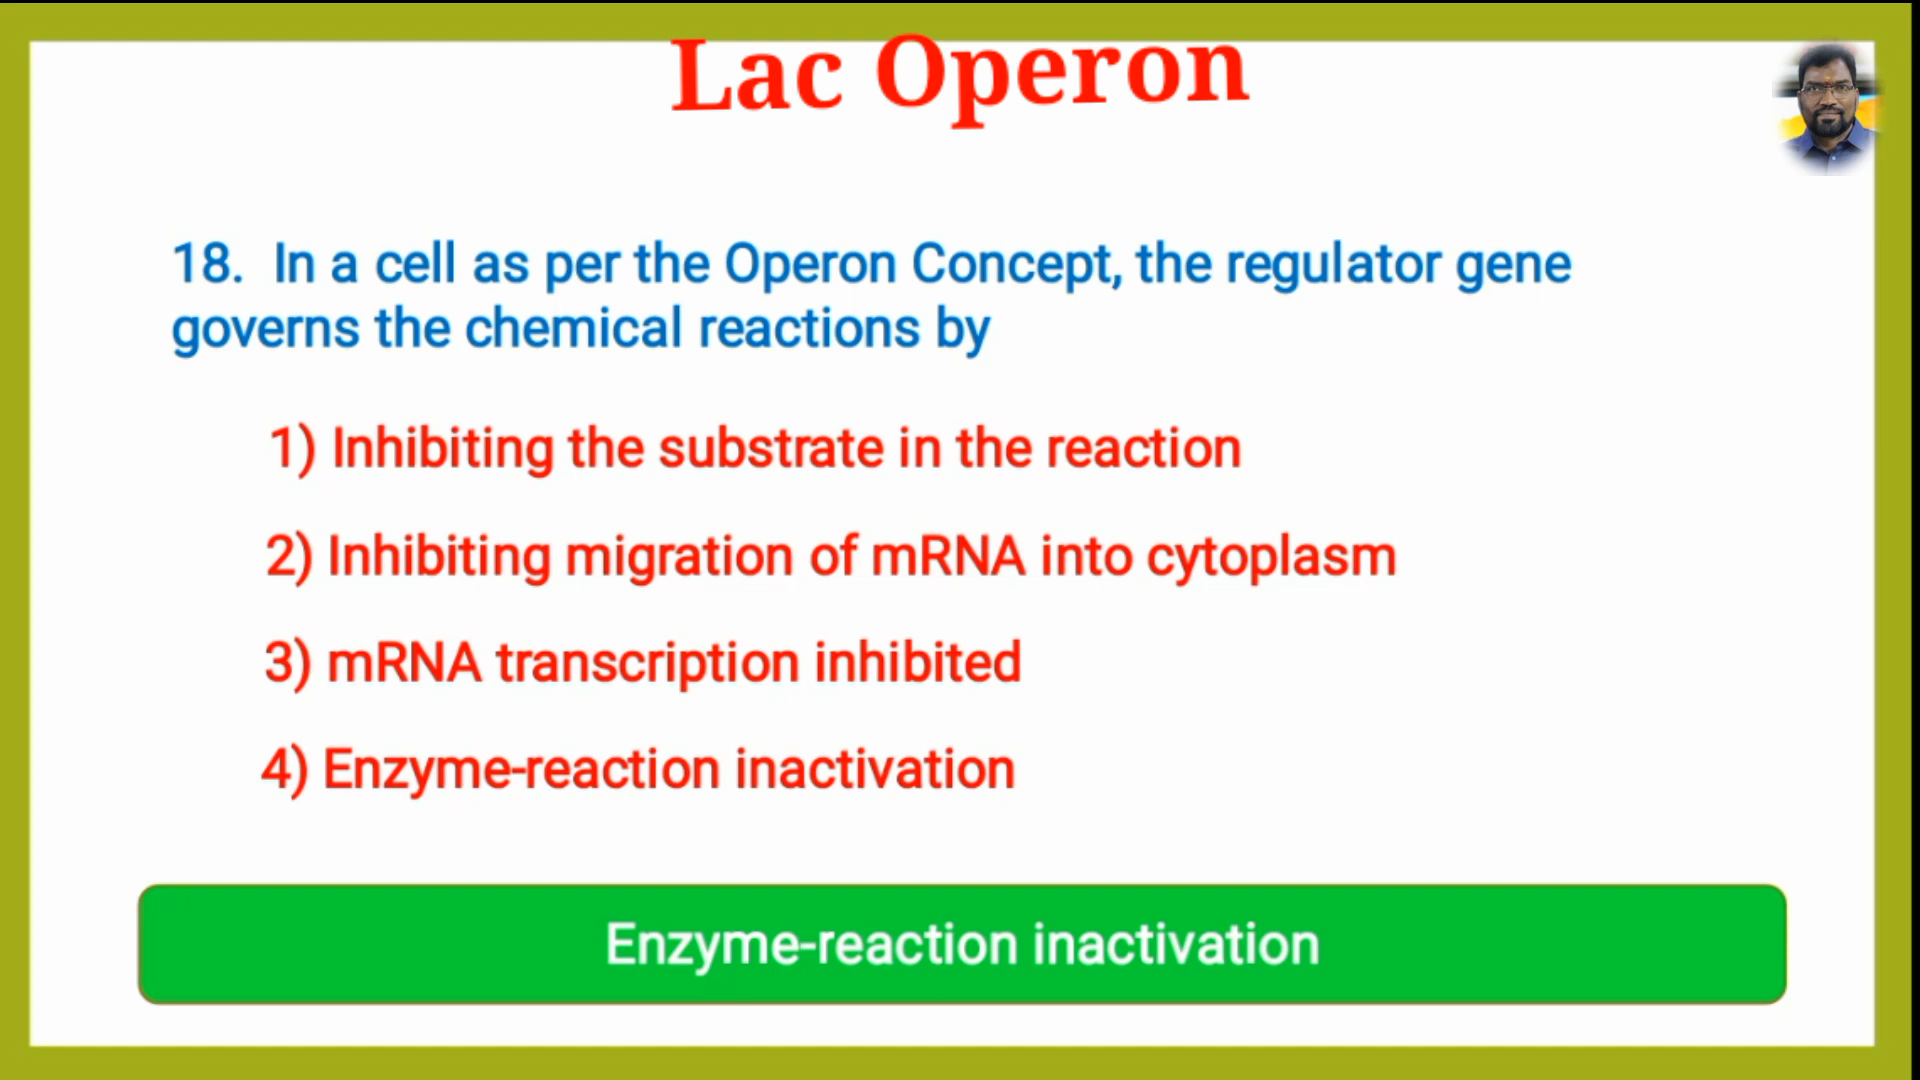 Lac Operon
18. In a cell as per the Operon Concept, the regulator gene
governs the chemical reactions by
1) Inhibiting the substrate in the reaction
2) Inhibiting migration of mRNA into cytoplasm
3) mRNA transcription inhibited
4) Enzyme-reaction inactivation
Enzyme-reaction inactivation